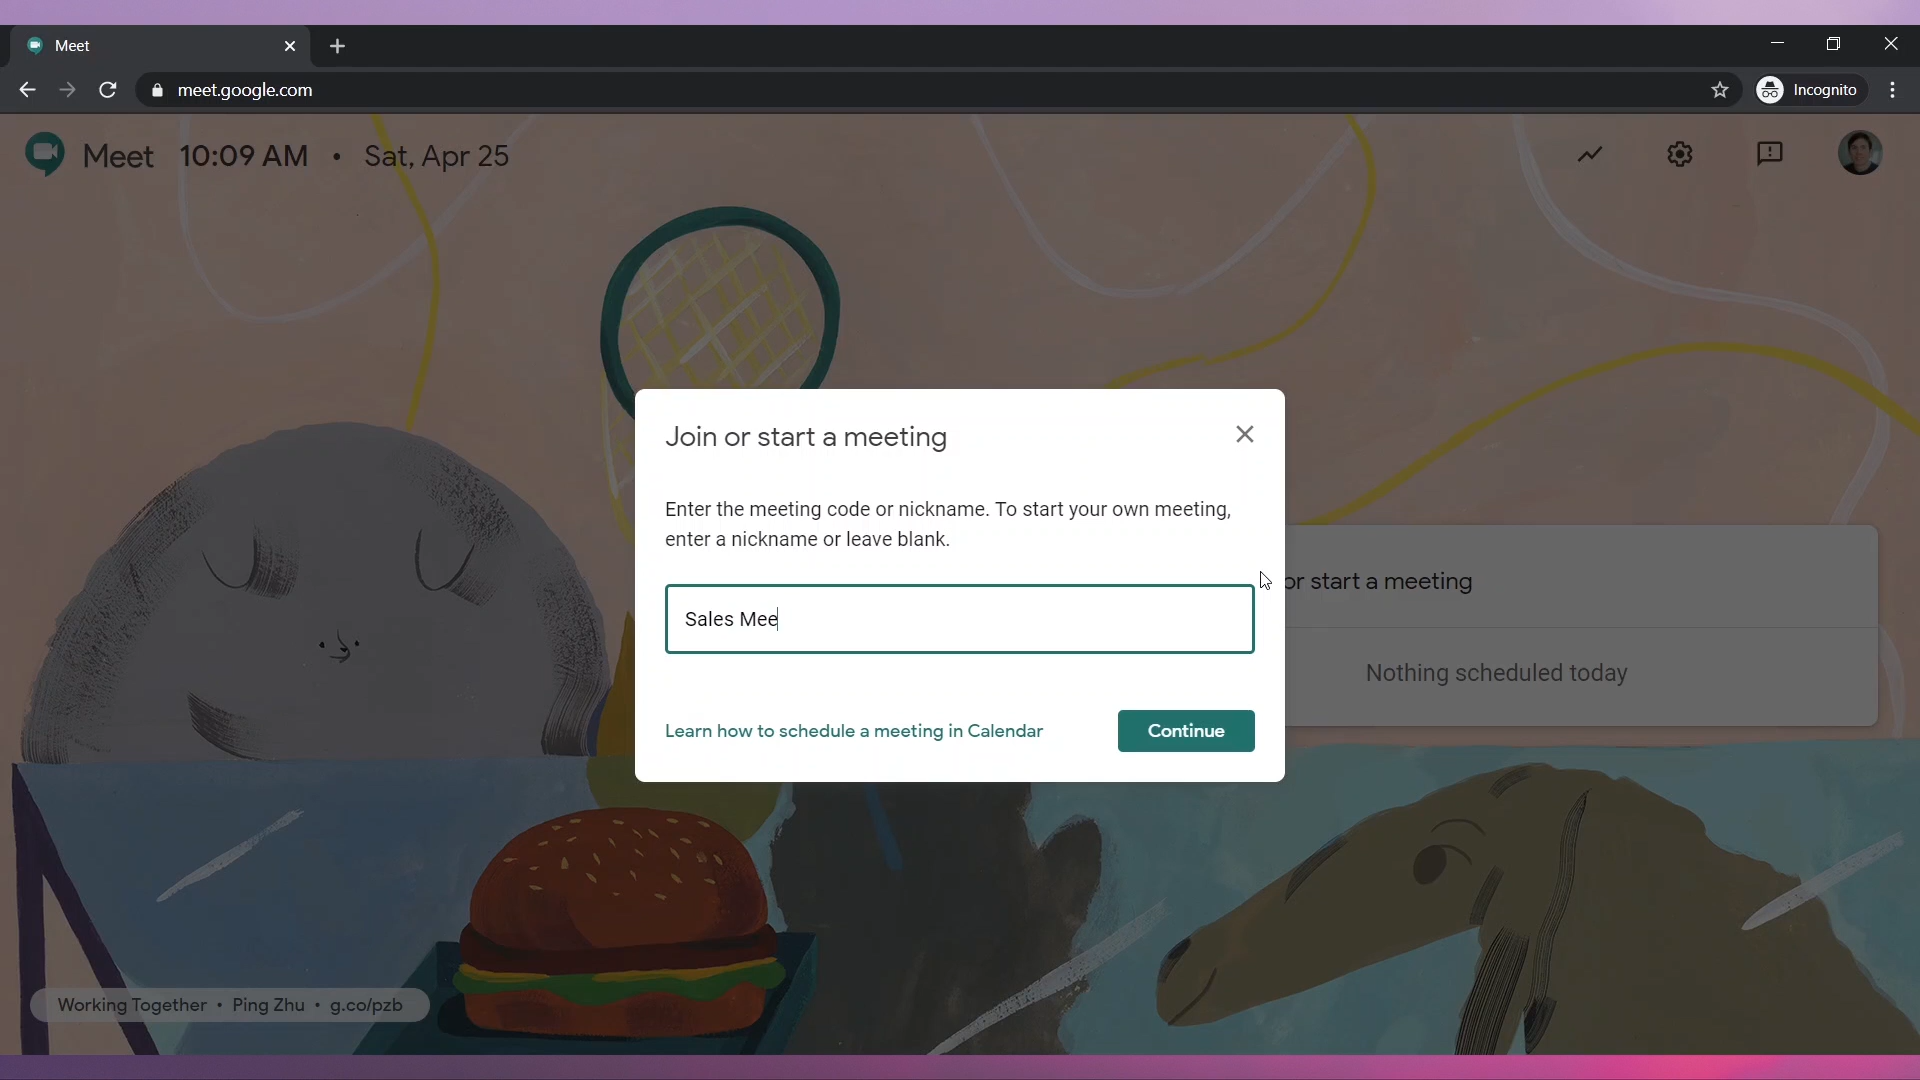 Meet
meet.google.com
Incognito
Meet 10:09 AM • Sat, Apr 25
Join or start a meeting
Enter the meeting code or nickname. To start your own meeting,
enter a nickname or leave blank.
or start a meeting
Sales Mee
Nothing scheduled today
Learn how to schedule a meeting in Calendar
Continue
Working Together • Ping Zhu • g.co/pzb